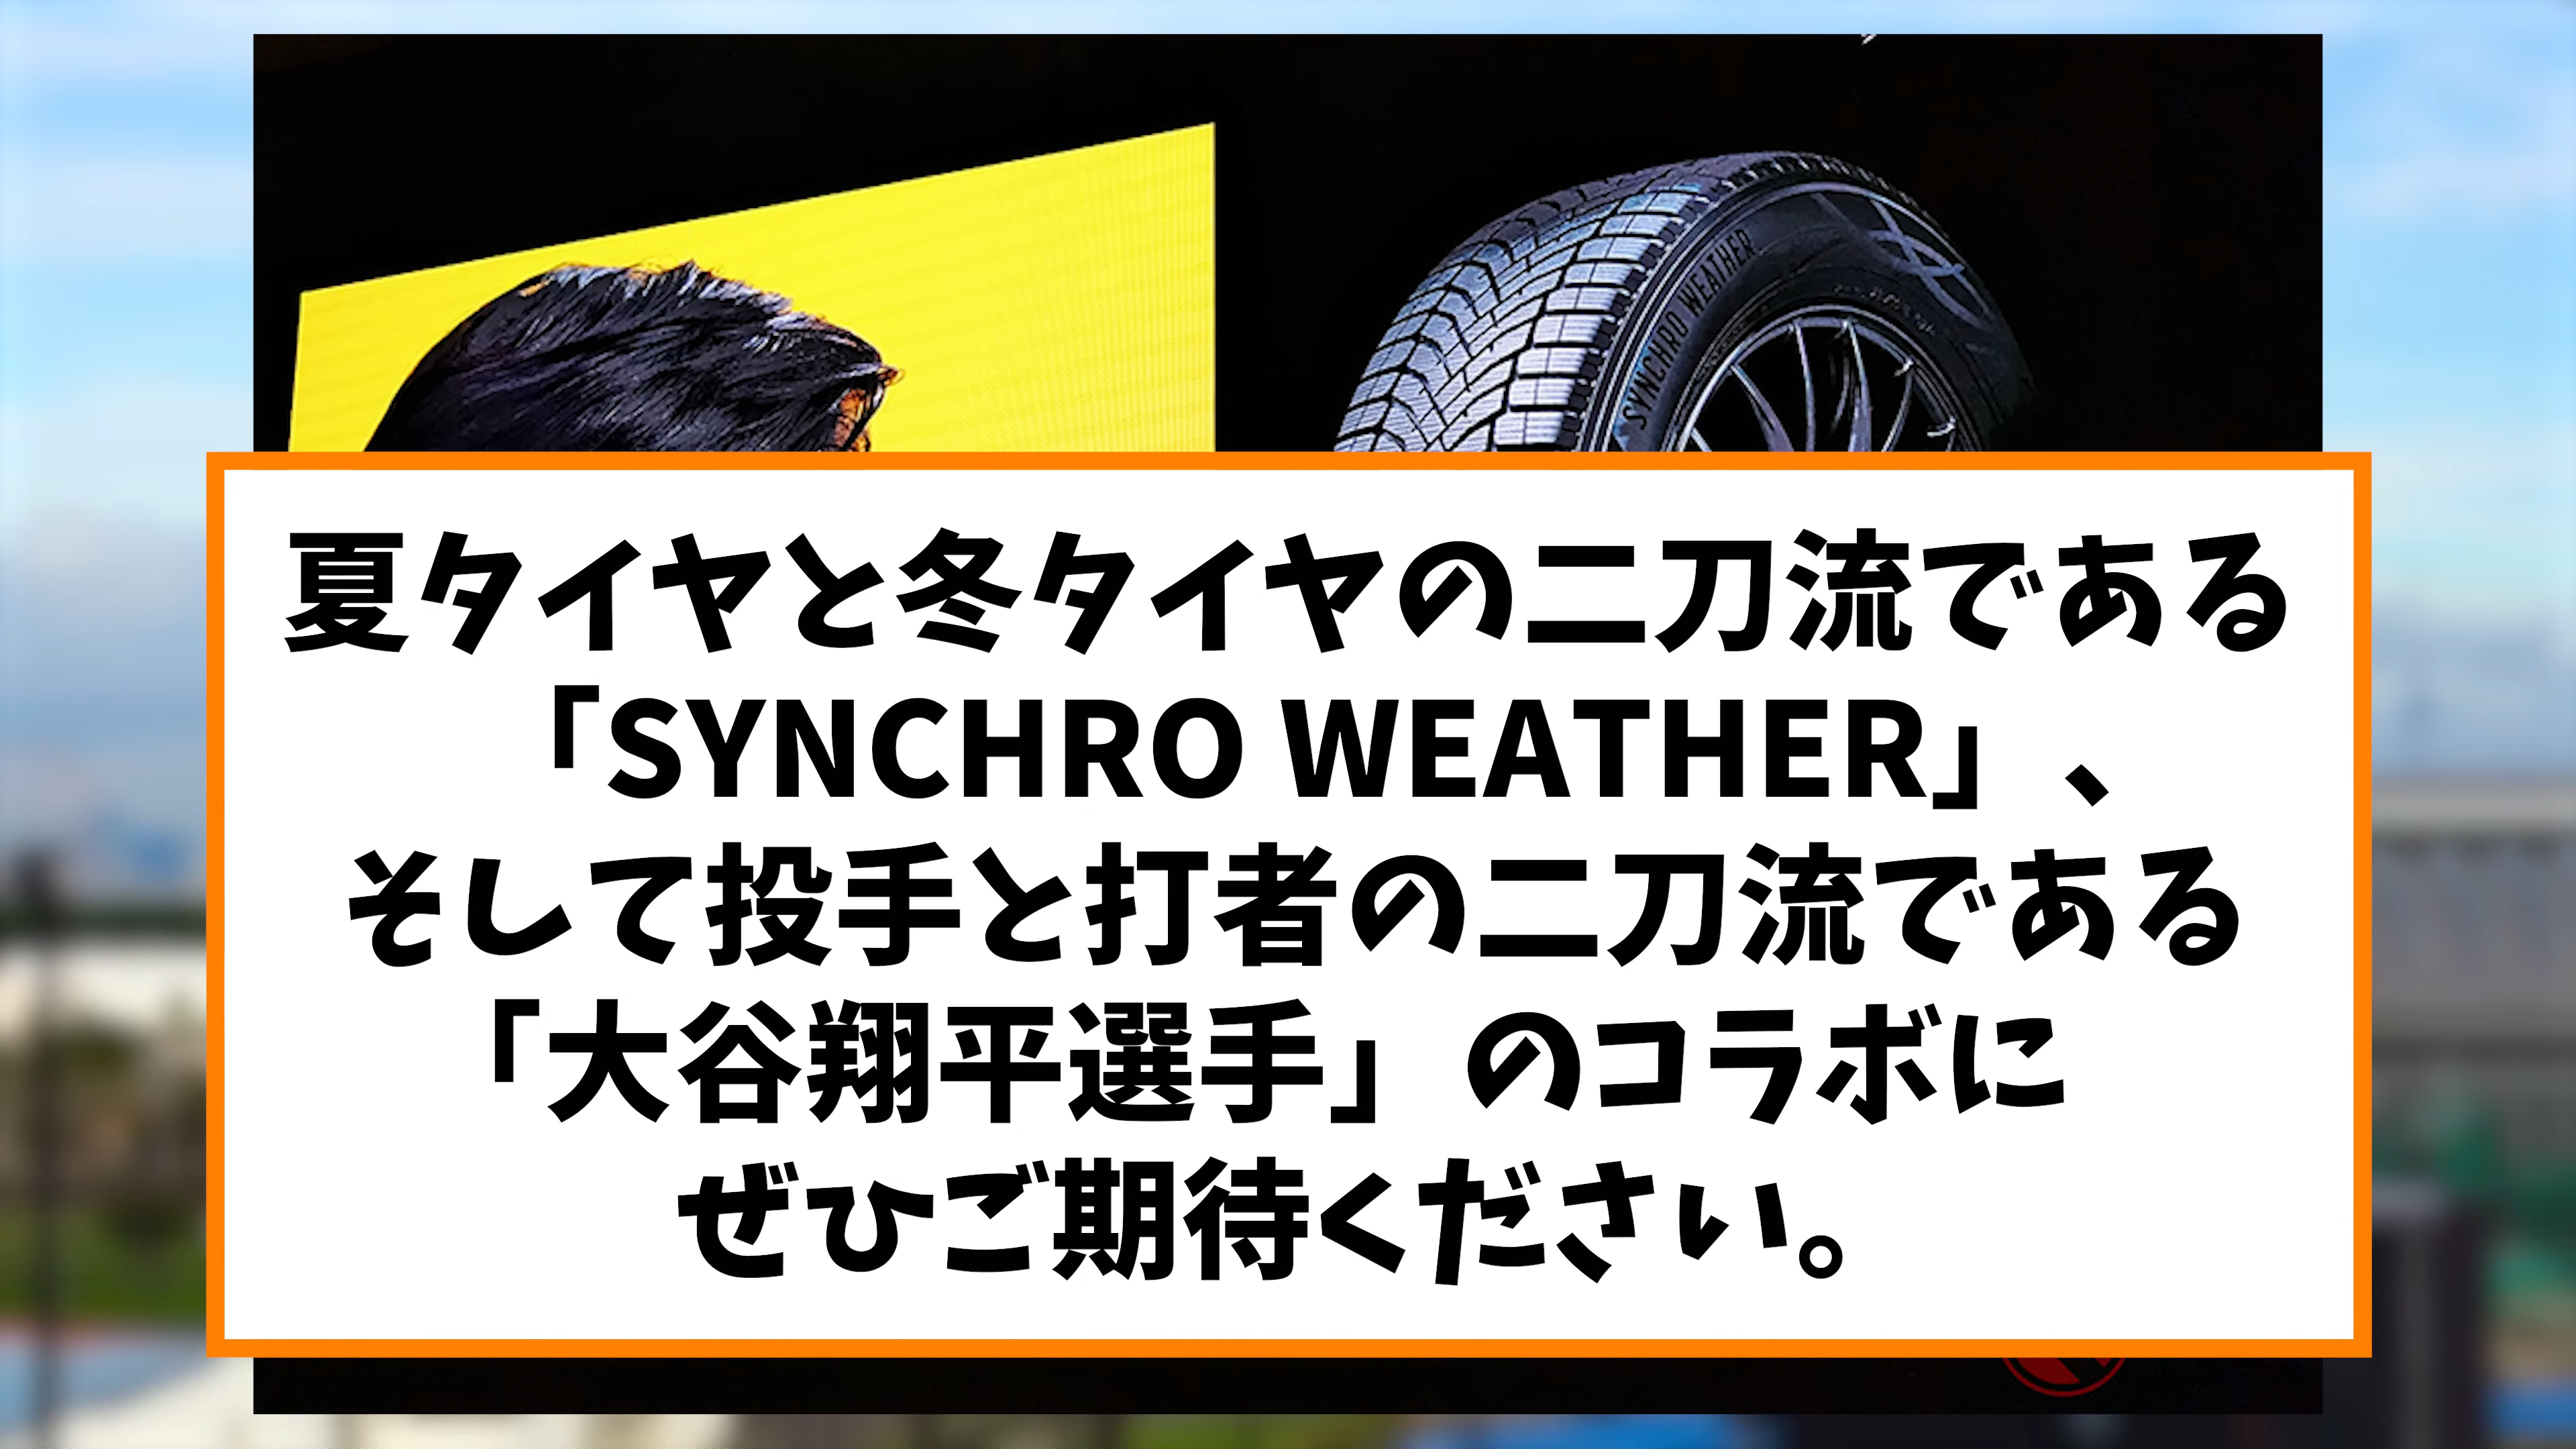 SYNCHRO WEATHER
夏タイヤと冬タイヤの二刀流である
「SYNCHRO WEATHER」、
そして投手と打者の二刀流である
「大谷翔平選手」のコラボに
ぜひご期待ください。